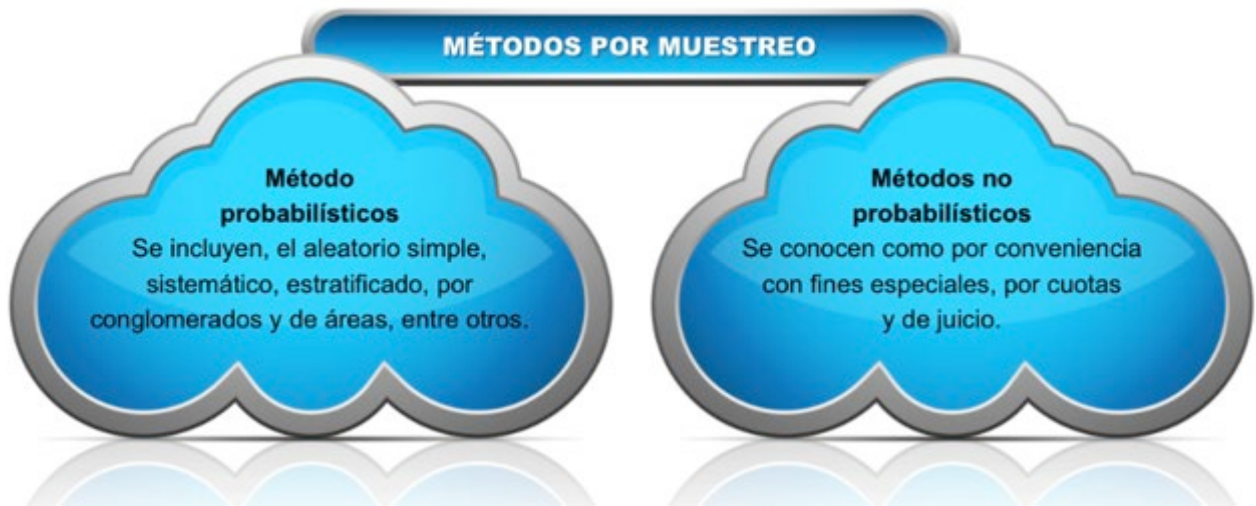 MÉTODOS POR MUESTREO
Método
probabilísticos
Se incluyen, el aleatorio simple,
sistemático, estratificado, por
conglomerados y de áreas, entre otros.
Métodos no
probabilísticos
Se conocen como por conveniencia
con fines especiales, por cuotas
y de juicio.